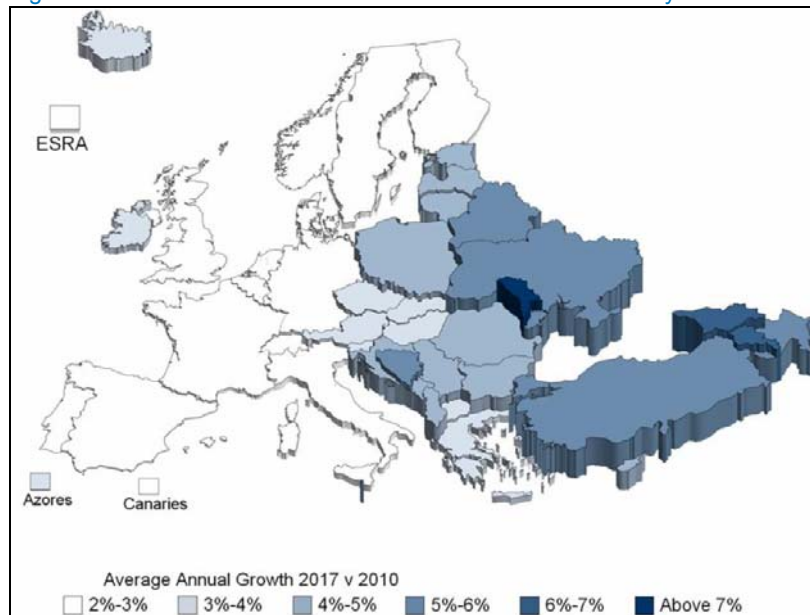 ESRA
Azores
Canaries
Average Annual Growth 2017 v 2010
2%-3% 3%-4% 4%-5% 5%-6% 6%-7% Above 7%